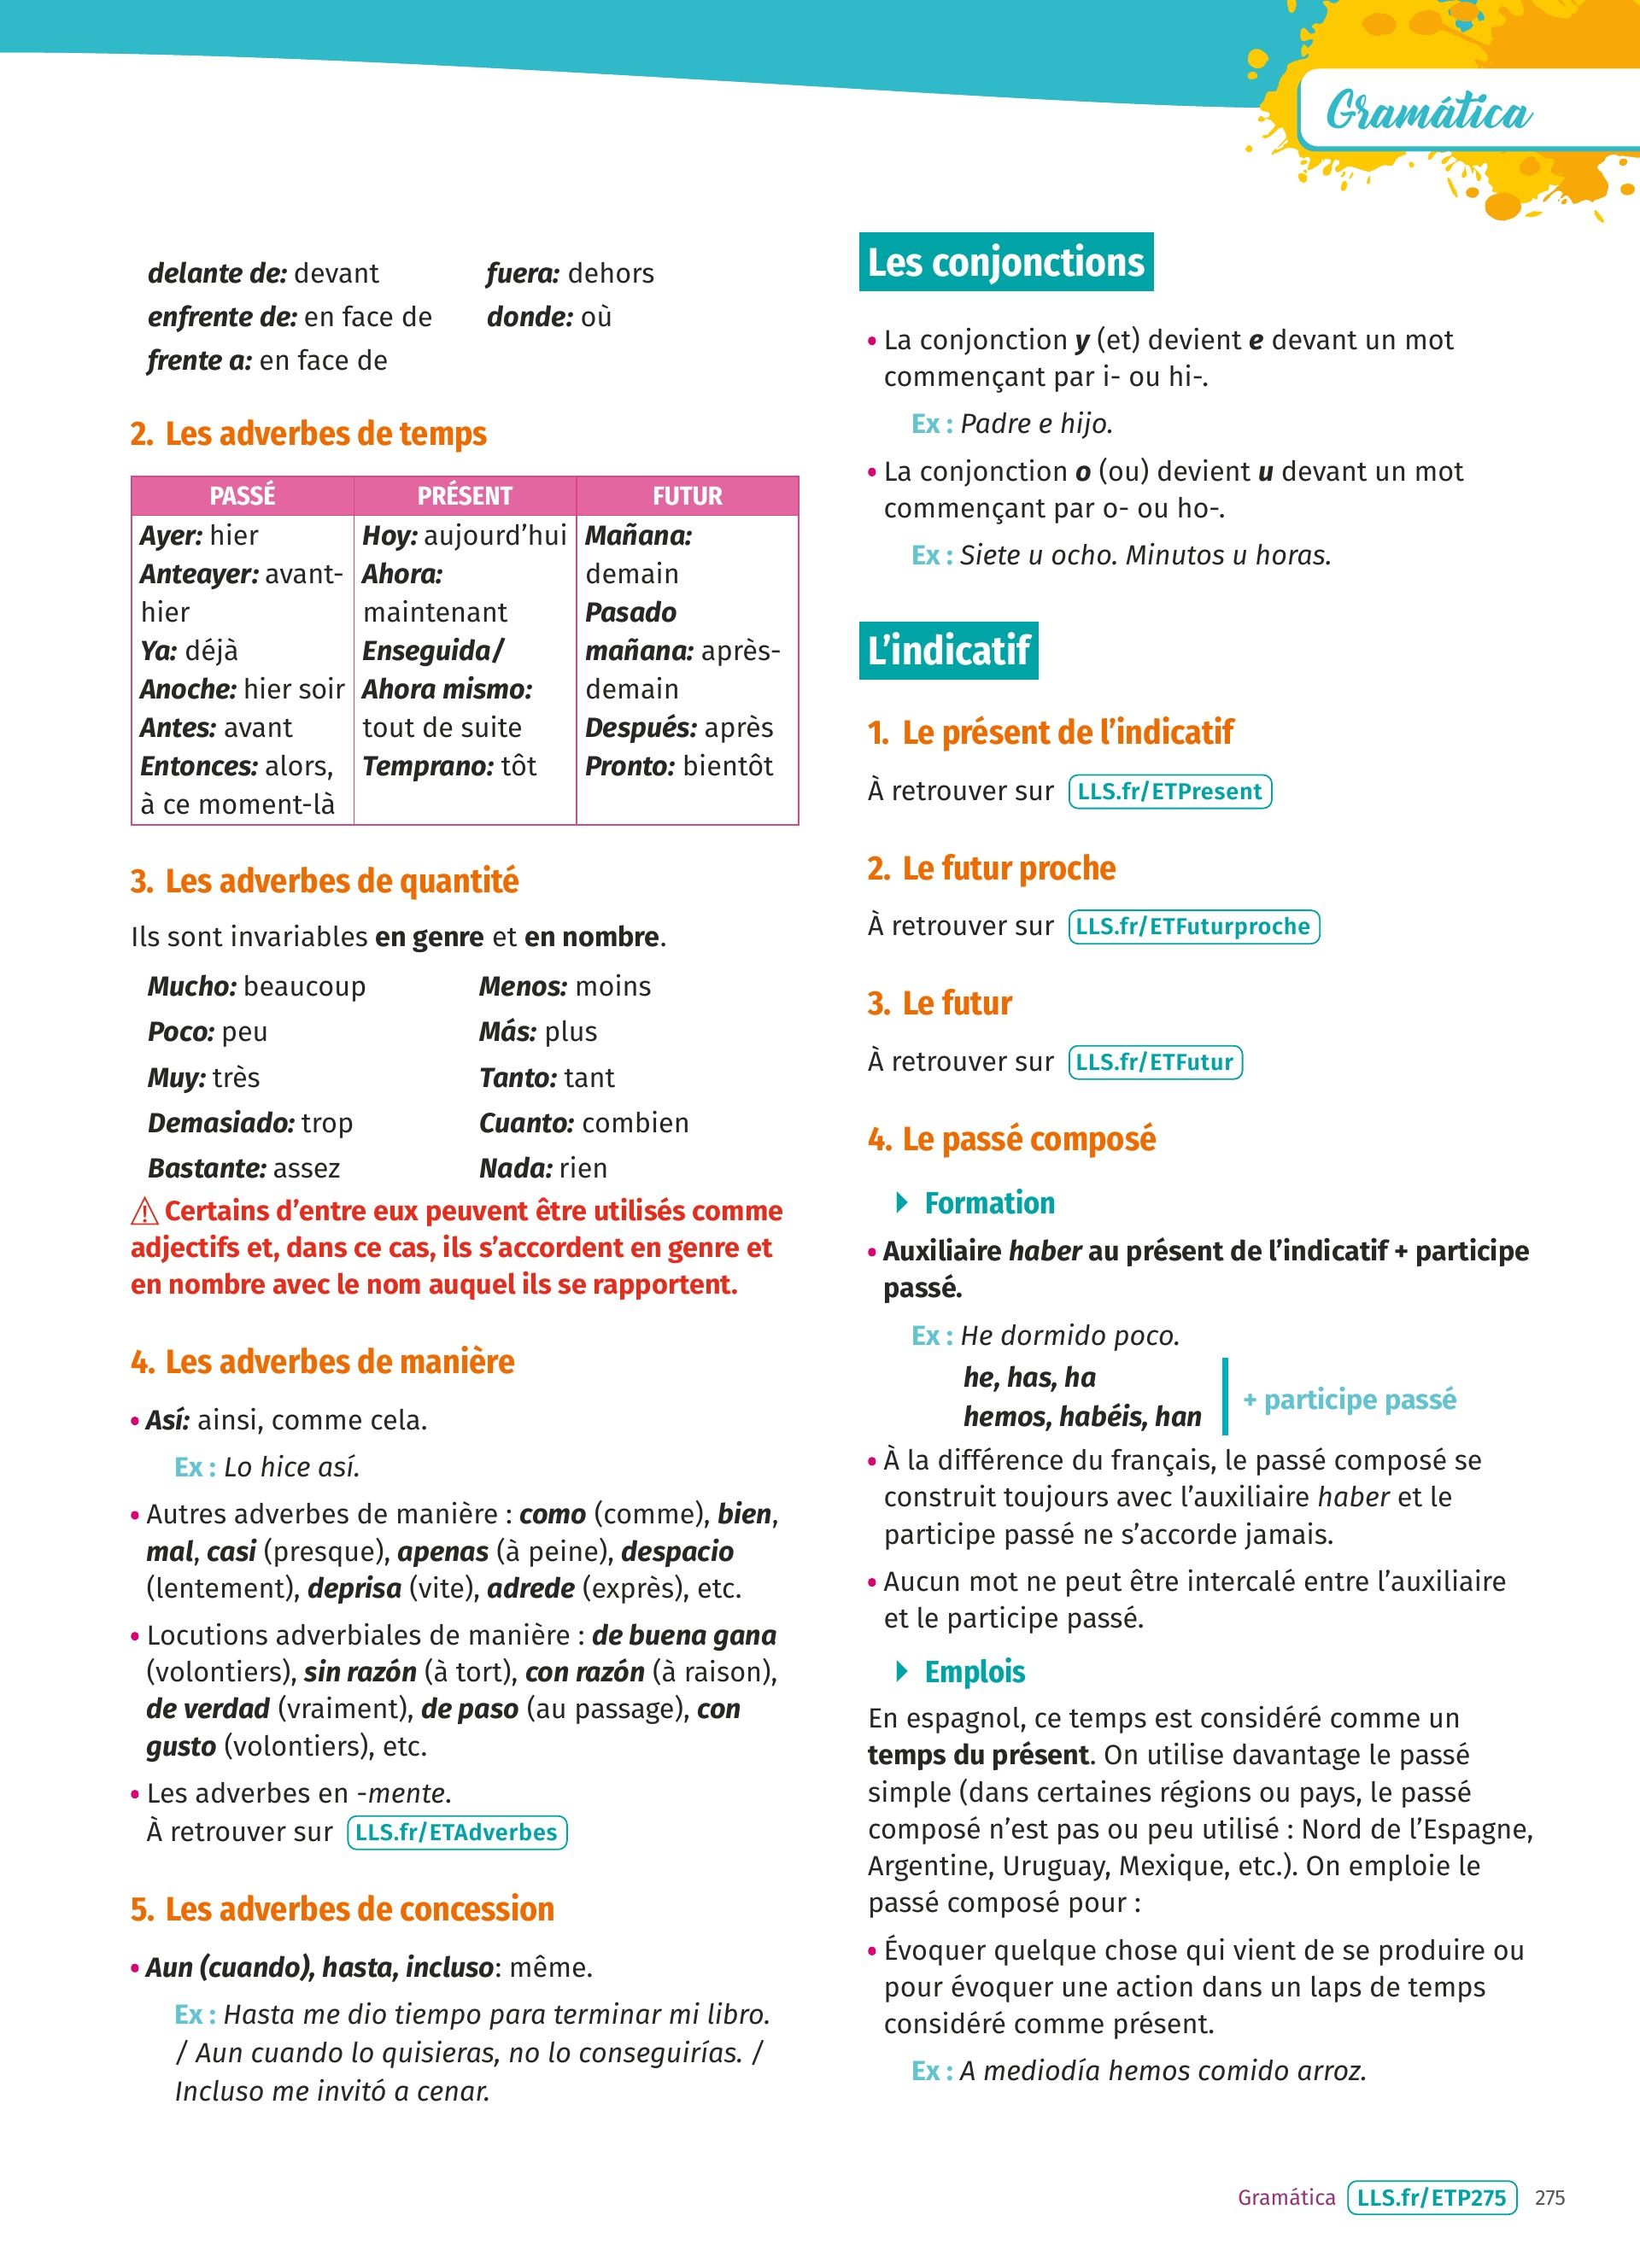 Gramática
delante de: devant
enfrente de: en face de
frente a: en face de
fuera: dehors
donde: où
2. Les adverbes de temps
PASSÉ
Ayer: hier
Anteayer: avant-
hier
Ya: déjà
Anoche: hier soir
Antes: avant
Entonces: alors,
à ce moment-là
PRÉSENT
Hoy: aujourd’hui
Ahora:
maintenant
Enseguida/
Ahora mismo:
tout de suite
Temprano: tôt
FUTUR
Mañana:
demain
Pasado
mañana: après-
demain
Después: après
Pronto: bientôt
3. Les adverbes de quantité
Ils sont invariables en genre et en nombre.
Mucho: beaucoup
Poco: peu
Muy: très
Demasiado: trop
Bastante: assez
Menos: moins
Más: plus
Tanto: tant
Cuanto: combien
Nada: rien
⚠ Certains d’entre eux peuvent être utilisés comme
adjectifs et, dans ce cas, ils s’accordent en genre et
en nombre avec le nom auquel ils se rapportent.
4. Les adverbes de manière
• Así: ainsi, comme cela.
Ex : Lo hice así.
• Autres adverbes de manière : como (comme), bien,
mal, casi (presque), apenas (à peine), despacio
(lentement), deprisa (vite), adrede (exprès), etc.
• Locutions adverbiales de manière : de buena gana
(volontiers), sin razón (à tort), con razón (à raison),
de verdad (vraiment), de paso (au passage), con
gusto (volontiers), etc.
• Les adverbes en -mente.
À retrouver sur LLS.fr/ETAdverbes
5. Les adverbes de concession
• Aun (cuando), hasta, incluso: même.
Ex : Hasta me dio tiempo para terminar mi libro.
/ Aun cuando lo quisieras, no lo conseguirías. /
Incluso me invitó a cenar.
Les conjonctions
• La conjonction y (et) devient e devant un mot
commençant par i- ou hi-.
Ex : Padre e hijo.
• La conjonction o (ou) devient u devant un mot
commençant par o- ou ho-.
Ex : Siete u ocho. Minutos u horas.
L’indicatif
1. Le présent de l’indicatif
À retrouver sur LLS.fr/ETPresent
2. Le futur proche
À retrouver sur LLS.fr/ETFuturproche
3. Le futur
À retrouver sur LLS.fr/ETFutur
4. Le passé composé
Formation
• Auxiliaire haber au présent de l’indicatif + participe
passé.
Ex : He dormido poco.
he, has, ha
hemos, habéis, han
+ participe passé
• À la différence du français, le passé composé se
construit toujours avec l’auxiliaire haber et le
participe passé ne s’accorde jamais.
• Aucun mot ne peut être intercalé entre l’auxiliaire
et le participe passé.
Emplois
En espagnol, ce temps est considéré comme un
temps du présent. On utilise davantage le passé
simple (dans certaines régions ou pays, le passé
composé n’est pas ou peu utilisé : Nord de l’Espagne,
Argentine, Uruguay, Mexique, etc.). On emploie le
passé composé pour :
• Évoquer quelque chose qui vient de se produire ou
pour évoquer une action dans un laps de temps
considéré comme présent.
Ex : A mediodía hemos comido arroz.
Gramática LLS.fr/ETP275 275